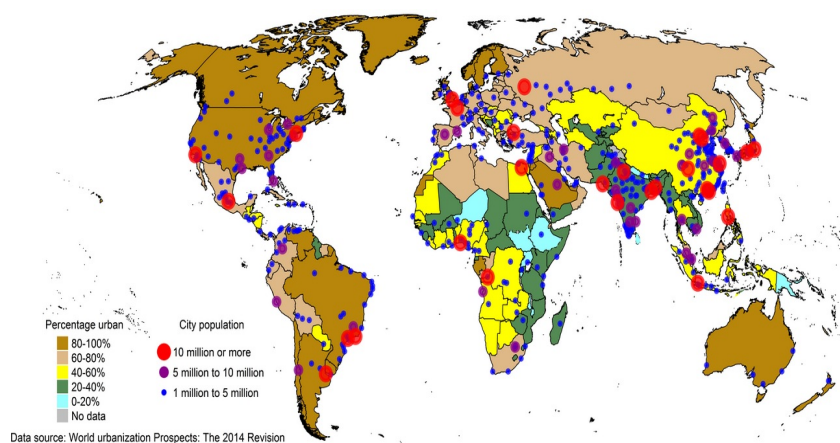 Percentage urban
80-100%
60-80%
40-60%
20-40%
0-20%
No data
City population
10 million or more
5 million to 10 million
1 million to 5 million
Data source: World urbanization Prospects: The 2014 Revision